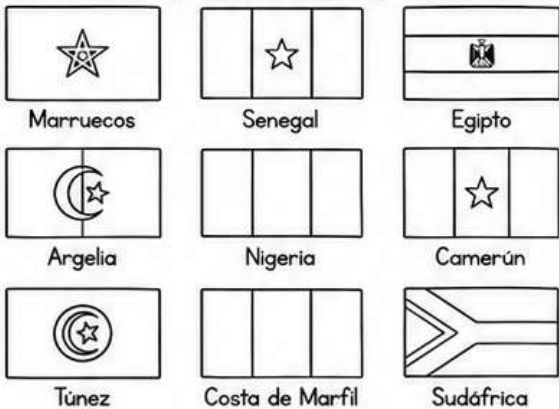 Marruecos
Senegal
Egipto
Argelia
Nigeria
Camerún
Túnez
Costa de Marfil
Sudáfrica